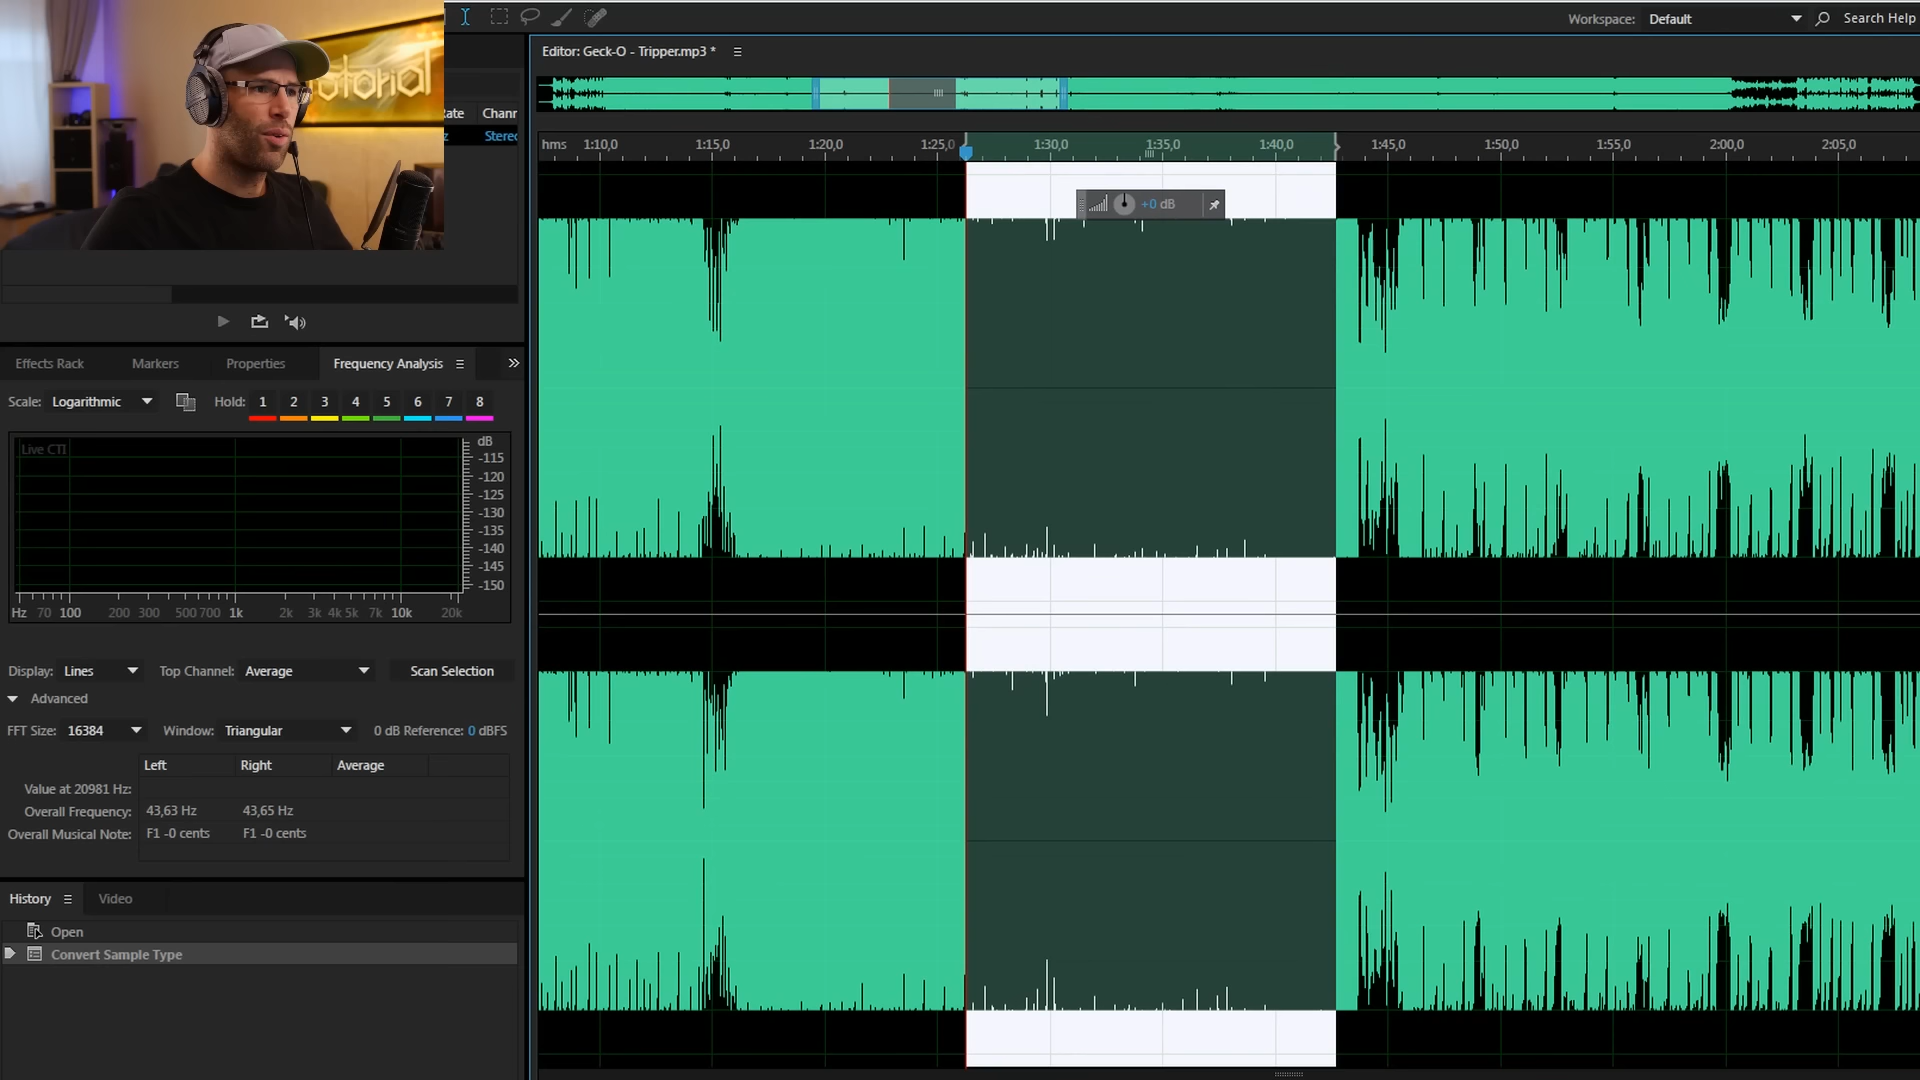 Workspace: Default Search Help
utorial
Editor: Geck-O - Tripper.mp3 *
Chann
Stereo
hms 1:10,0 1:15,0 1:20,0 1:25,0 1:30,0 1:35,0 1:40,0 1:45,0 1:50,0 1:55,0 2:00,0 2:05,0
+0 dB
Effects Rack Markers Properties Frequency Analysis
Scale: Logarithmic Hold: 1 2 3 4 5 6 7 8
Live CTI
dB
-115
-120
-125
-130
-135
-140
-145
-150
Hz 70 100 200 300 500 700 1k 2k 3k 4k 5k 7k 10k 20k
Display: Lines Top Channel: Average Scan Selection
Advanced
FFT Size: 16384 Window: Triangular 0 dB Reference: 0 dBFS
Left Right Average
Value at 20981 Hz:
Overall Frequency: 43,63 Hz 43,65 Hz
Overall Musical Note: F1 -0 cents F1 -0 cents
History Video
Open
Convert Sample Type